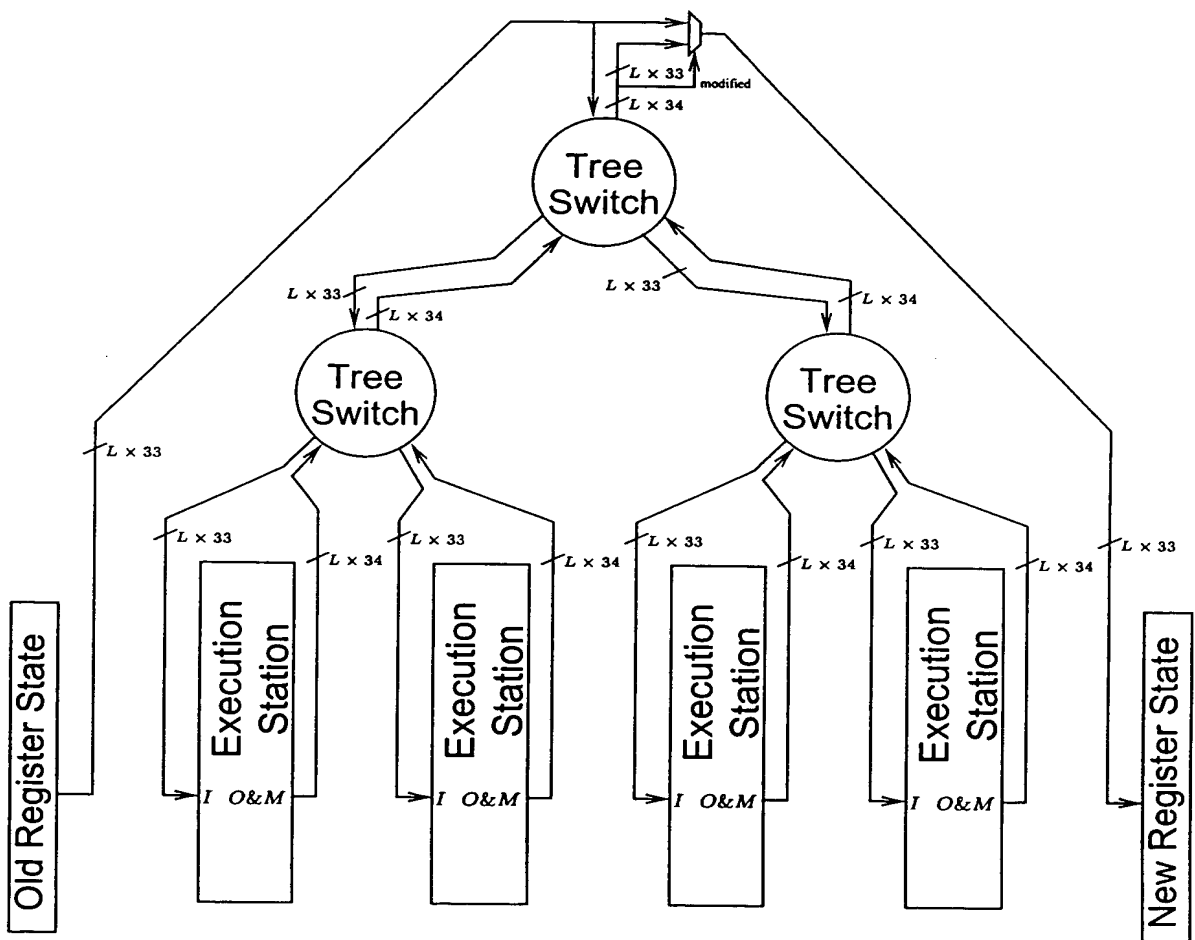 L × 33
modified
L × 34
Tree
Switch
L × 33
L × 33
L × 34
L × 34
Tree
Switch
Tree
Switch
L × 33
L × 33
L × 34
L × 33
L × 34
L × 33
L × 34
L × 33
L × 34
L × 33
Old Register State
Execution
Station
I O&M
Execution
Station
I O&M
Execution
Station
I O&M
Execution
Station
I O&M
New Register State